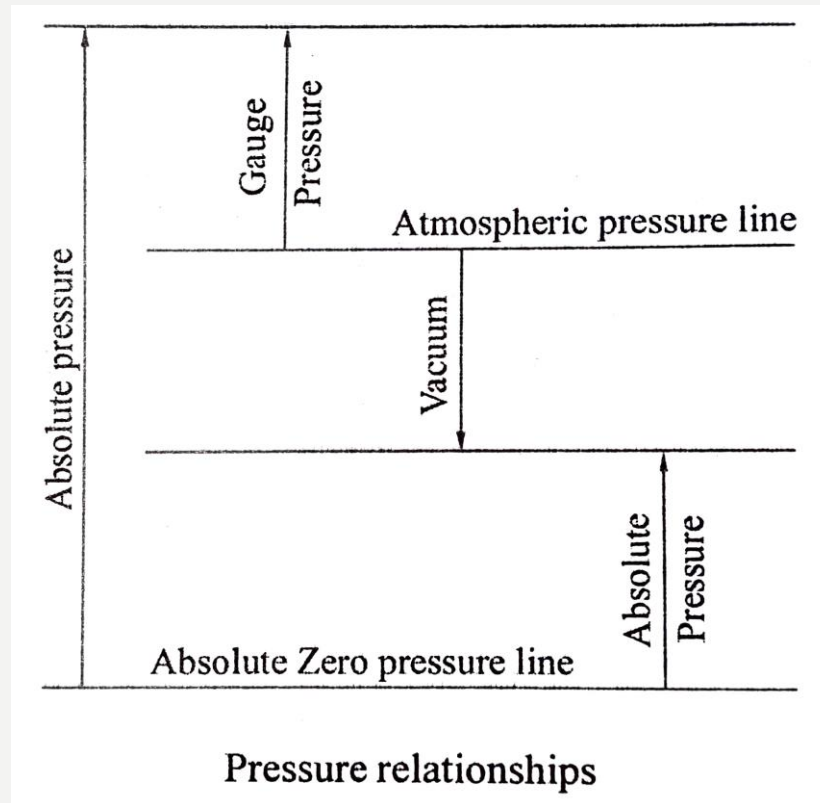 Gauge
Pressure
Atmospheric pressure line
Absolute pressure
Vacuum
Absolute
Pressure
Absolute Zero pressure line
Pressure relationships